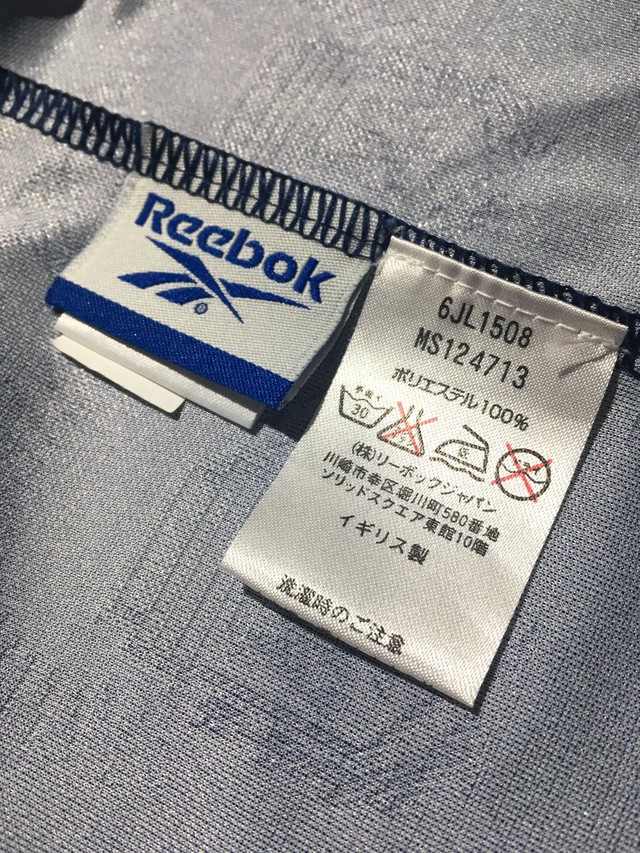 Reebok
®
6JL1508
MS124713
ポリエステル100%
弱
30
低
(株)リーボックジャパン
川崎市幸区堀川町580番地
ソリッドスクエア東館10階
イギリス製
洗濯時のご注意